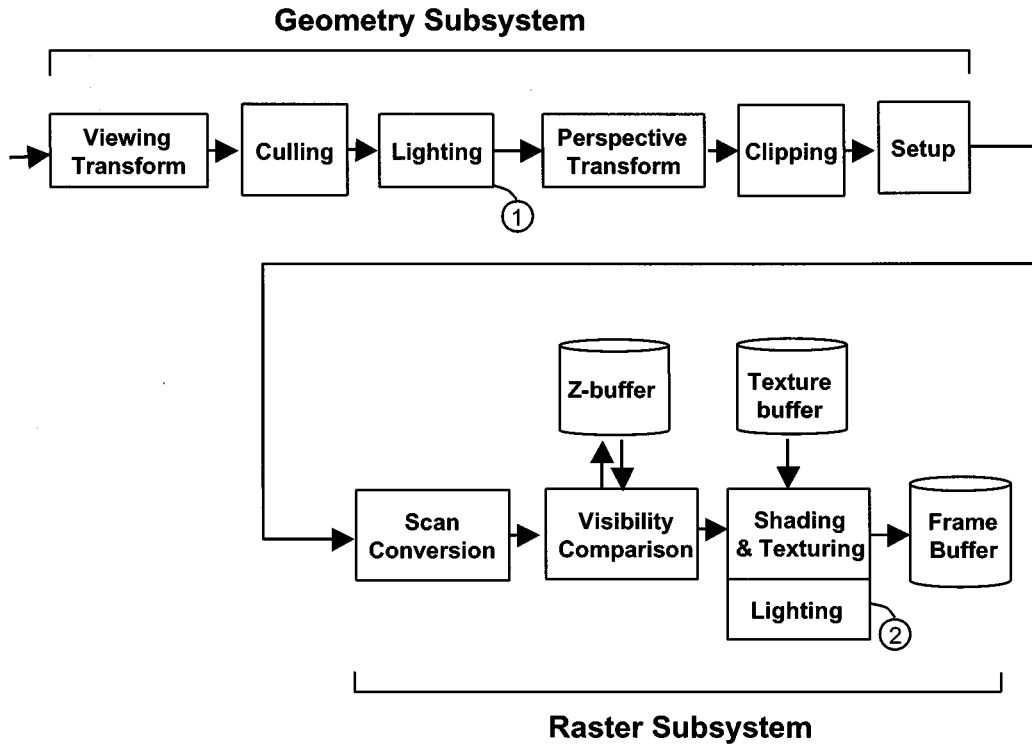 Geometry Subsystem
Viewing
Transform
Culling
Lighting
Perspective
Transform
Clipping
Setup
1
Z-buffer
Texture
buffer
Scan
Conversion
Visibility
Comparison
Shading
& Texturing
Frame
Buffer
Lighting
2
Raster Subsystem